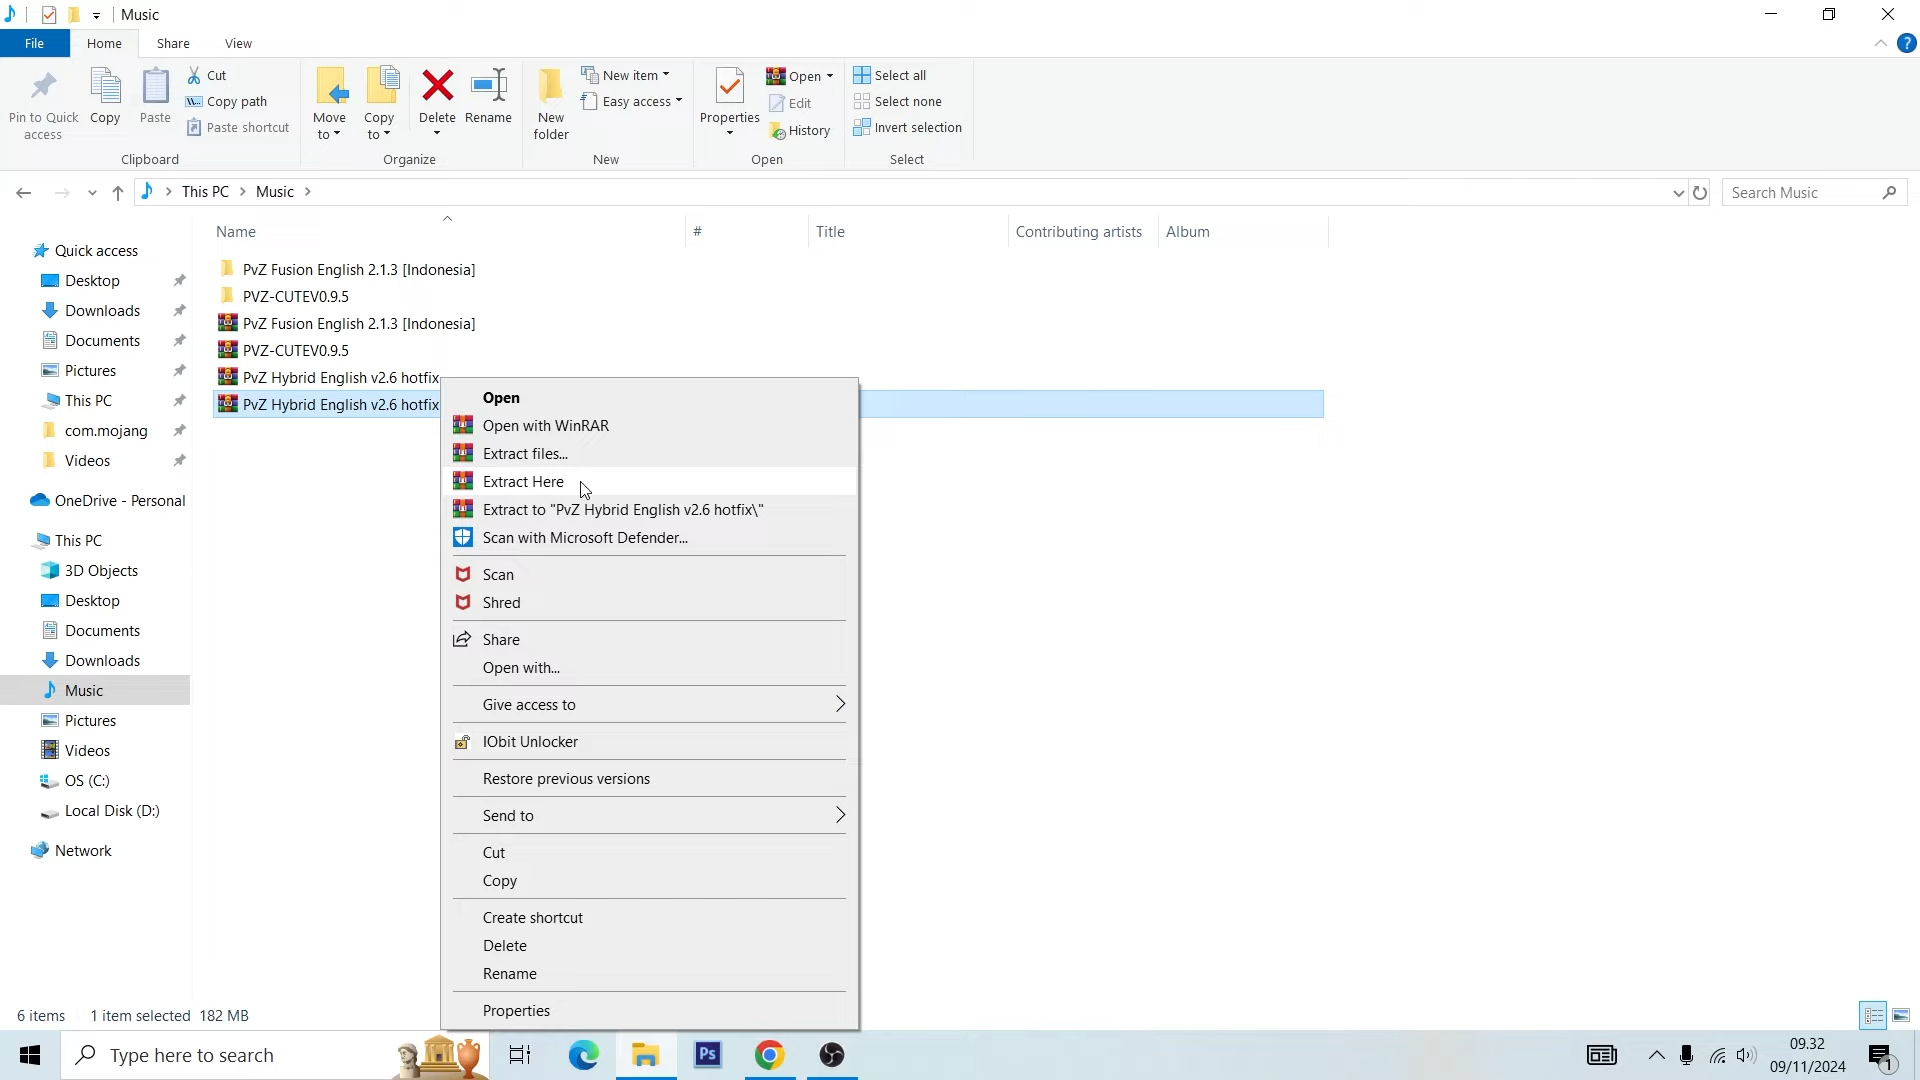 Music
File
Home
Share
View
Pin to Quick
access
Copy
Paste
Cut
Copy path
Paste shortcut
Clipboard
Move
to
Copy
to
Delete
Rename
Organize
New
folder
New item
Easy access
New
Properties
Open
Edit
History
Open
Select all
Select none
Invert selection
Select
This PC
Music
Search Music
Name
#
Title
Contributing artists
Album
Quick access
Desktop
Downloads
Documents
Pictures
This PC
com.mojang
Videos
OneDrive - Personal
This PC
3D Objects
Desktop
Documents
Downloads
Music
Pictures
Videos
OS (C:)
Local Disk (D:)
Network
PvZ Fusion English 2.1.3 [Indonesia]
PVZ-CUTEV0.9.5
PvZ Fusion English 2.1.3 [Indonesia]
PVZ-CUTEV0.9.5
PvZ Hybrid English v2.6 hotfix
PvZ Hybrid English v2.6 hotfix
Open
Open with WinRAR
Extract files...
Extract Here
Extract to "PvZ Hybrid English v2.6 hotfix\"
Scan with Microsoft Defender...
Scan
Shred
Share
Open with...
Give access to
IObit Unlocker
Restore previous versions
Send to
Cut
Copy
Create shortcut
Delete
Rename
Properties
6 items
1 item selected 182 MB
Type here to search
Ps
09.32
09/11/2024
1